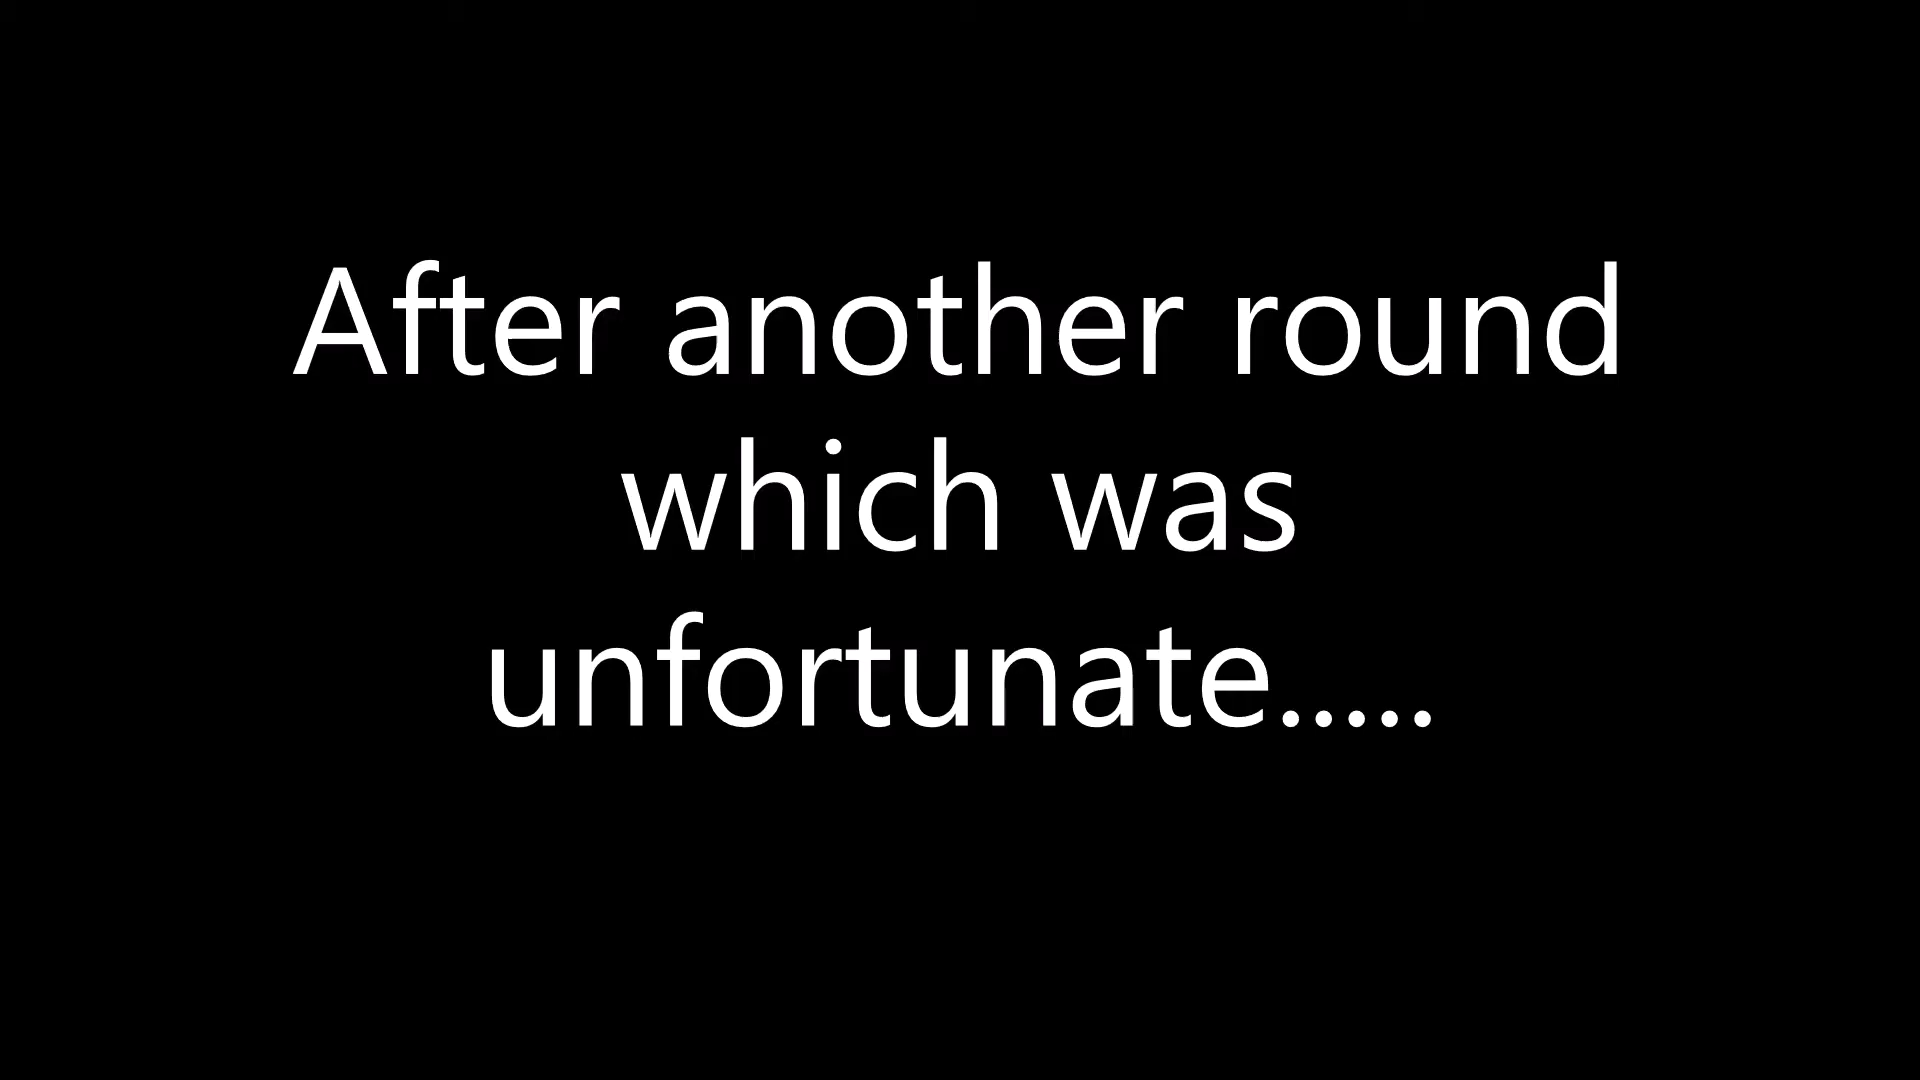 After another round
which was
unfortunate.....